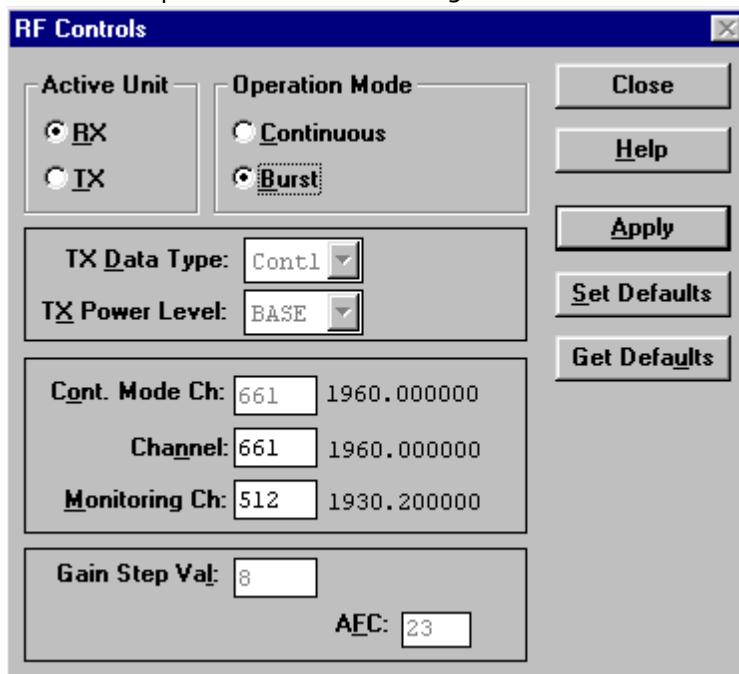 RF Controls
Active Unit
RX
TX
Operation Mode
Continuous
Burst
Close
Help
Apply
Set Defaults
Get Defaults
TX Data Type: Cont1
TX Power Level: BASE
Cont. Mode Ch: 661 1960.000000
Channel: 661 1960.000000
Monitoring Ch: 512 1930.200000
Gain Step Val: 8
AFC: 23